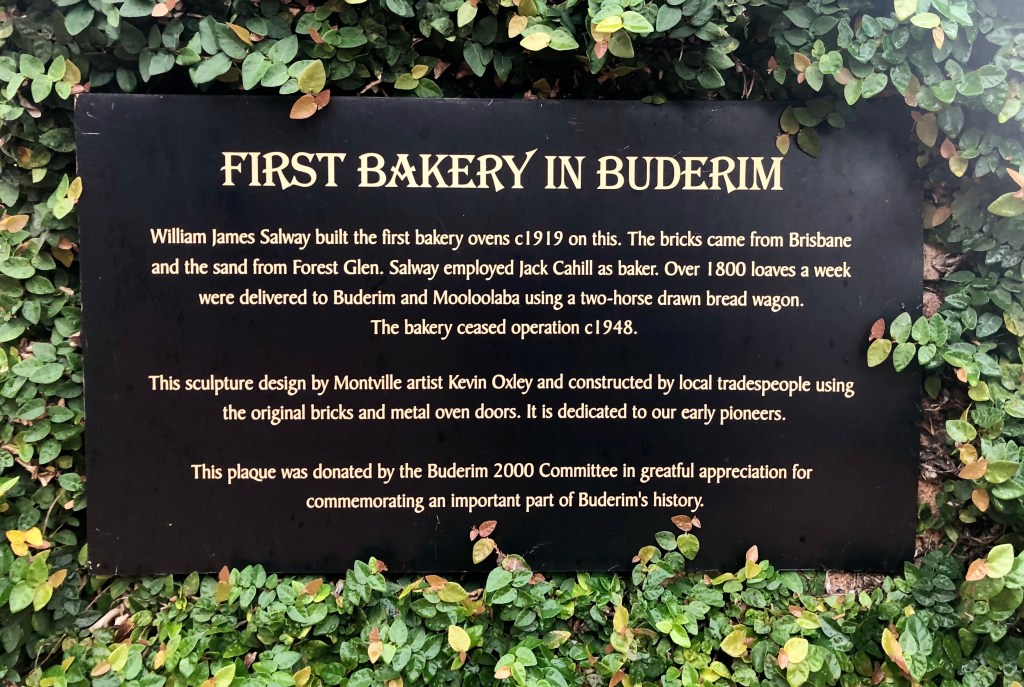 FIRST BAKERY IN BUDERIM
William James Salway built the first bakery ovens c1919 on this. The bricks came from Brisbane
and the sand from Forest Glen. Salway employed Jack Cahill as baker. Over 1800 loaves a week
were delivered to Buderim and Mooloolaba using a two-horse drawn bread wagon.
The bakery ceased operation c1948.
This sculpture design by Montville artist Kevin Oxley and constructed by local tradespeople using
the original bricks and metal oven doors. It is dedicated to our early pioneers.
This plaque was donated by the Buderim 2000 Committee in greatful appreciation for
commemorating an important part of Buderim's history.